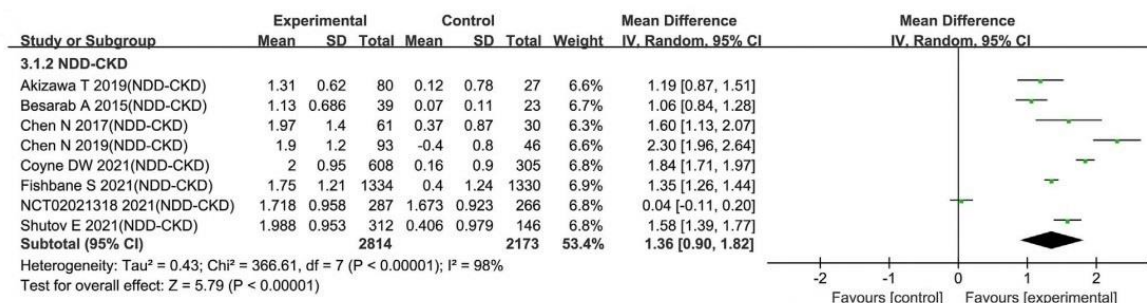 Experimental Control Mean Difference Mean Difference
Study or Subgroup Mean SD Total Mean SD Total Weight IV, Random, 95% CI IV, Random, 95% CI
3.1.2 NDD-CKD
Akizawa T 2019(NDD-CKD) 1.31 0.62 80 0.12 0.78 27 6.6% 1.19 [0.87, 1.51]
Besarab A 2015(NDD-CKD) 1.13 0.686 39 0.07 0.11 23 6.7% 1.06 [0.84, 1.28]
Chen N 2017(NDD-CKD) 1.97 1.4 61 0.37 0.87 30 6.3% 1.60 [1.13, 2.07]
Chen N 2019(NDD-CKD) 1.9 1.2 93 -0.4 0.8 46 6.6% 2.30 [1.96, 2.64]
Coyne DW 2021(NDD-CKD) 2 0.95 608 0.16 0.9 305 6.8% 1.84 [1.71, 1.97]
Fishbane S 2021(NDD-CKD) 1.75 1.21 1334 0.4 1.24 1330 6.9% 1.35 [1.26, 1.44]
NCT02021318 2021(NDD-CKD) 1.718 0.958 287 1.673 0.923 266 6.8% 0.04 [-0.11, 0.20]
Shutov E 2021(NDD-CKD) 1.988 0.953 312 0.406 0.979 146 6.8% 1.58 [1.39, 1.77]
Subtotal (95% CI) 2814 2173 53.4% 1.36 [0.90, 1.82]
Heterogeneity: Tau² = 0.43; Chi² = 366.61, df = 7 (P < 0.00001); I² = 98%
Test for overall effect: Z = 5.79 (P < 0.00001)
-2 -1 0 1 2
Favours [control] Favours [experimental]